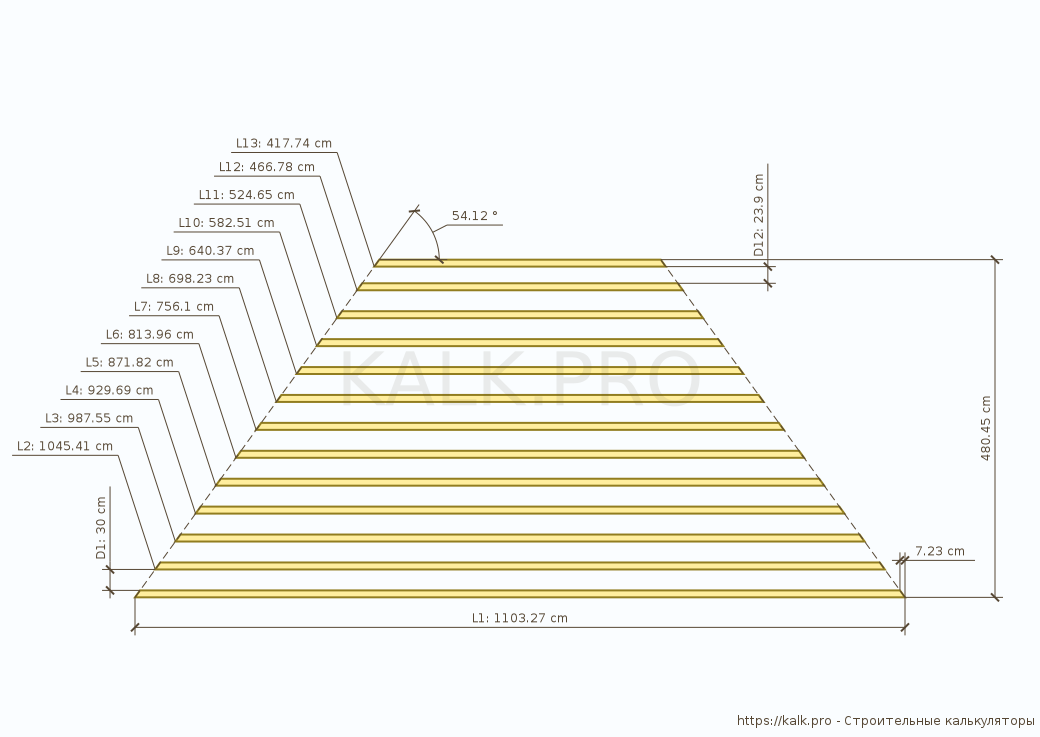 L13: 417.74 cm
L12: 466.78 cm
L11: 524.65 cm
L10: 582.51 cm
L9: 640.37 cm
L8: 698.23 cm
L7: 756.1 cm
L6: 813.96 cm
L5: 871.82 cm
L4: 929.69 cm
L3: 987.55 cm
L2: 1045.41 cm
D1: 30 cm
54.12 °
D12: 23.9 cm
KALK.PRO
480.45 cm
7.23 cm
L1: 1103.27 cm
https://kalk.pro - Строительные калькуляторы